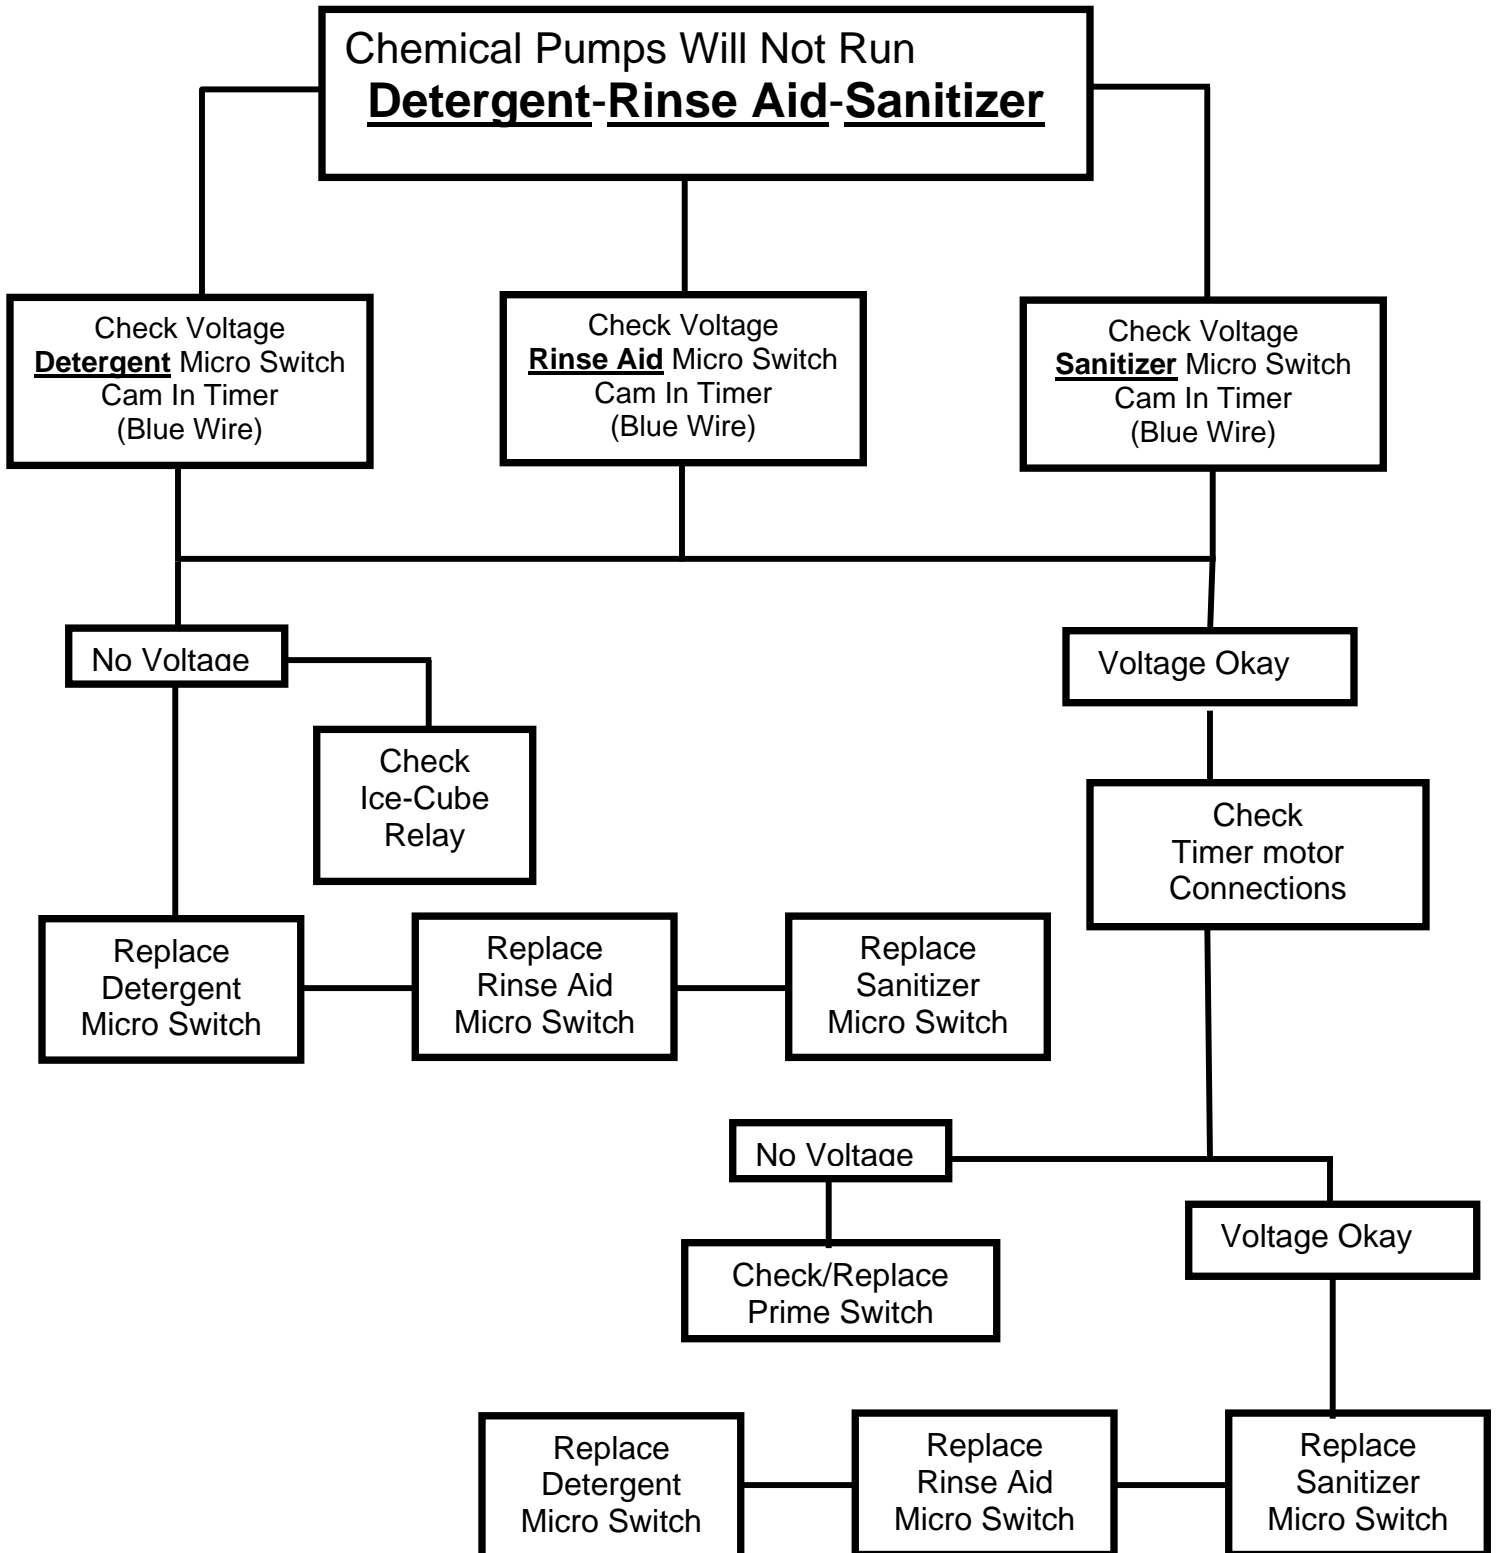 Chemical Pumps Will Not Run
Detergent-Rinse Aid-Sanitizer
Check Voltage
Detergent Micro Switch
Cam In Timer
(Blue Wire)
Check Voltage
Rinse Aid Micro Switch
Cam In Timer
(Blue Wire)
Check Voltage
Sanitizer Micro Switch
Cam In Timer
(Blue Wire)
No Voltage
Voltage Okay
Check
Ice-Cube
Relay
Check
Timer motor
Connections
Replace
Detergent
Micro Switch
Replace
Rinse Aid
Micro Switch
Replace
Sanitizer
Micro Switch
No Voltage
Voltage Okay
Check/Replace
Prime Switch
Replace
Detergent
Micro Switch
Replace
Rinse Aid
Micro Switch
Replace
Sanitizer
Micro Switch